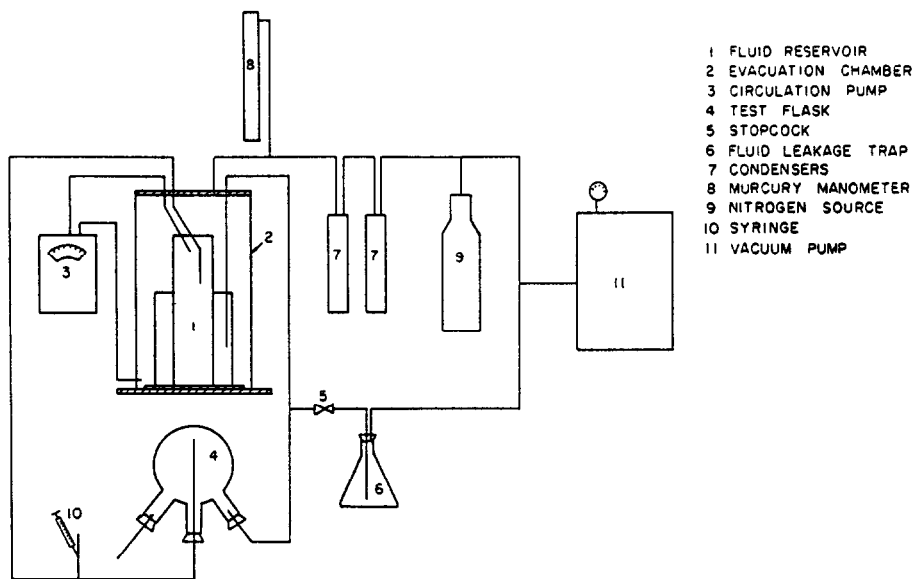 8
1 FLUID RESERVOIR
2 EVACUATION CHAMBER
3 CIRCULATION PUMP
4 TEST FLASK
5 STOPCOCK
6 FLUID LEAKAGE TRAP
7 CONDENSERS
8 MURCURY MANOMETER
9 NITROGEN SOURCE
10 SYRINGE
11 VACUUM PUMP
2
3
7
7
9
11
1
5
4
6
10